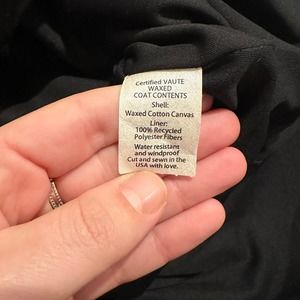 Certified VAUTE
WAXED
COAT CONTENTS
Shell:
Waxed Cotton Canvas
Liner:
100% Recycled
Polyester Fibers
Water resistant
and windproof
Cut and sewn in the
USA with love.